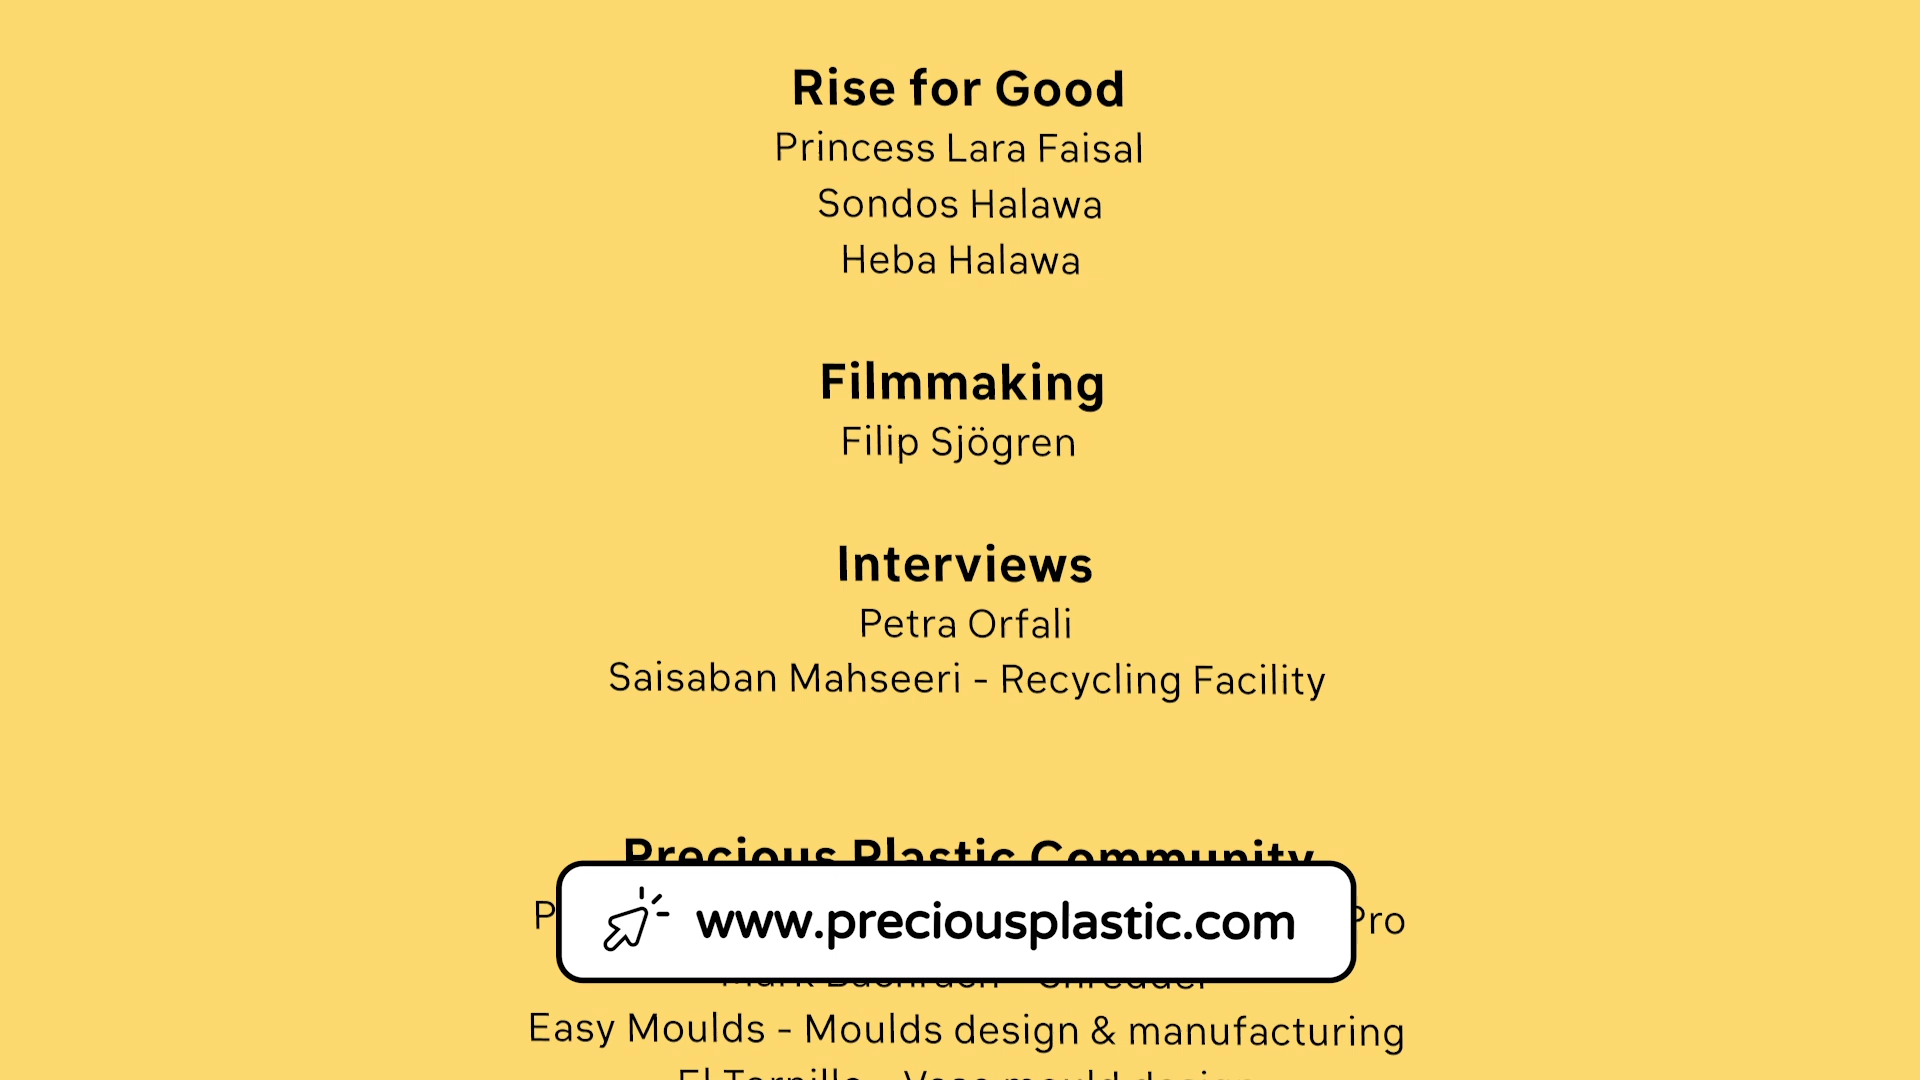 Rise for Good
Princess Lara Faisal
Sondos Halawa
Heba Halawa
Filmmaking
Filip Sjögren
Interviews
Petra Orfali
Saisaban Mahseeri - Recycling Facility
Precious Plastic Community
www.preciousplastic.com
Pro
Easy Moulds - Moulds design & manufacturing